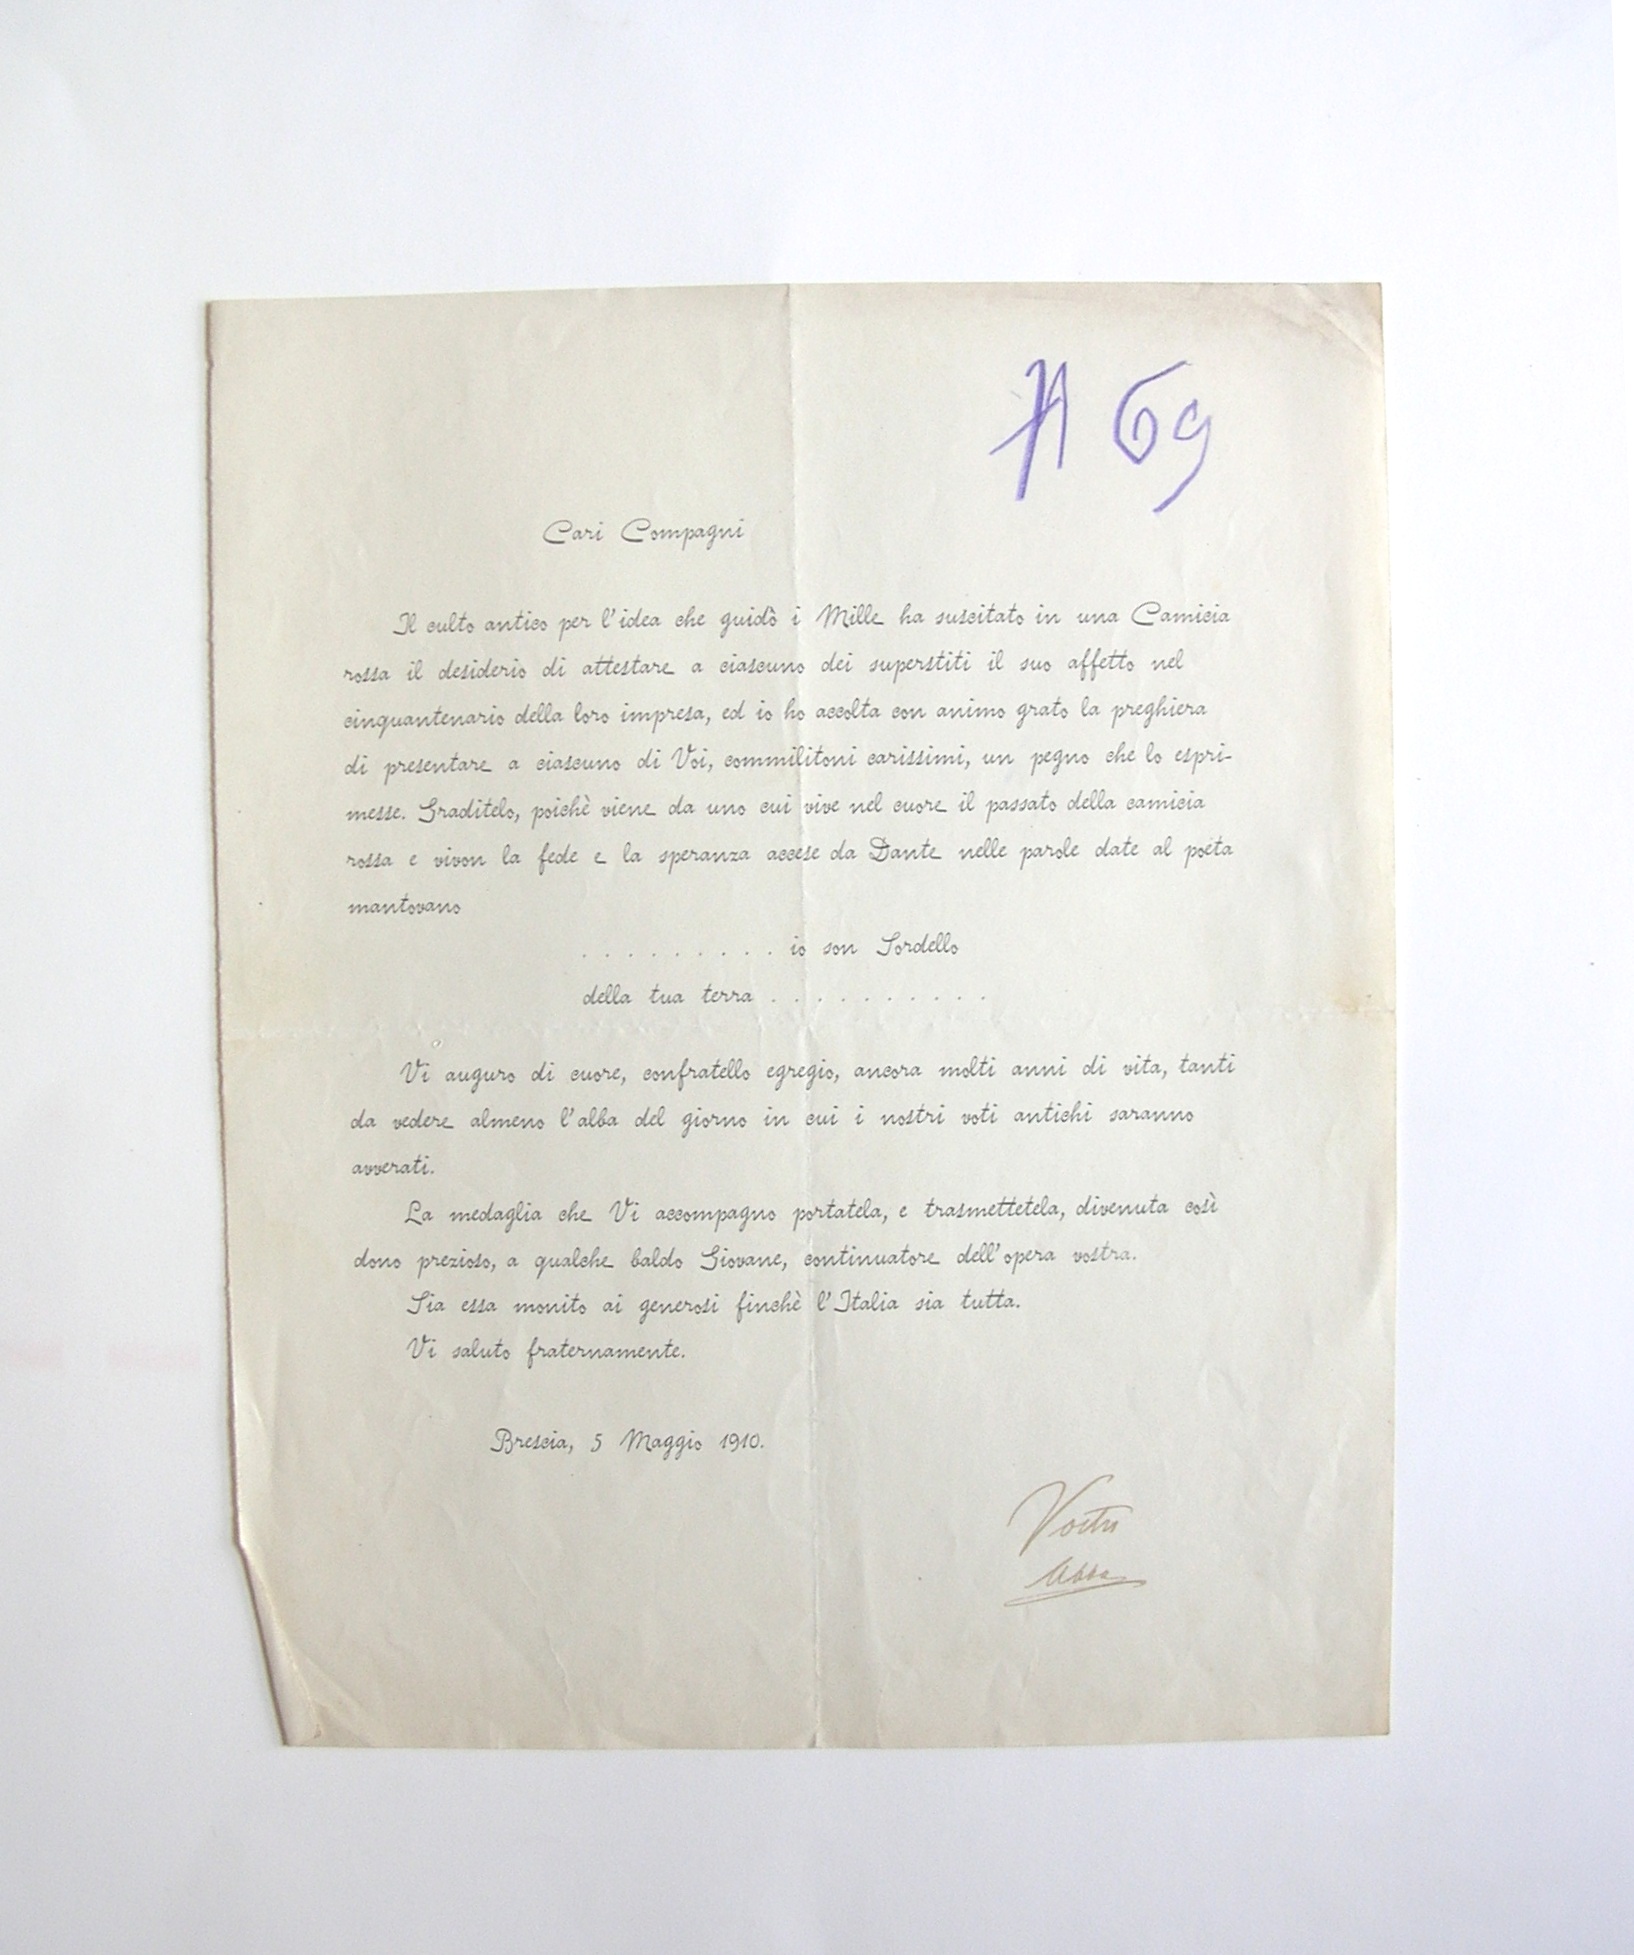 A 69
Cari Compagni
Il culto antico per l'idea che guidò i Mille ha suscitato in una Camicia
rossa il desiderio di attestare a ciascuno dei superstiti il suo affetto nel
cinquantenario della loro impresa, ed io ho accolta con animo grato la preghiera
di presentare a ciascuno di Voi, commilitoni carissimi, un pegno che lo espri-
messe. Graditelo, poichè viene da uno cui vive nel cuore il passato della camicia
rossa e vivon la fede e la speranza accese da Dante nelle parole date al poeta
mantovano
. . . . . . . . . io son Sordello
della tua terra . . . . . . . . . .
Vi auguro di cuore, confratello egregio, ancora molti anni di vita, tanti
da vedere almeno l'alba del giorno in cui i nostri voti antichi saranno
avverati.
La medaglia che Vi accompagno portatela, e trasmettetela, divenuta così
dono prezioso, a qualche baldo Giovane, continuatore dell'opera vostra.
Sia essa monito ai generosi finchè l'Italia sia tutta.
Vi saluto fraternamente.
Brescia, 5 Maggio 1910.
Vostro
Abba